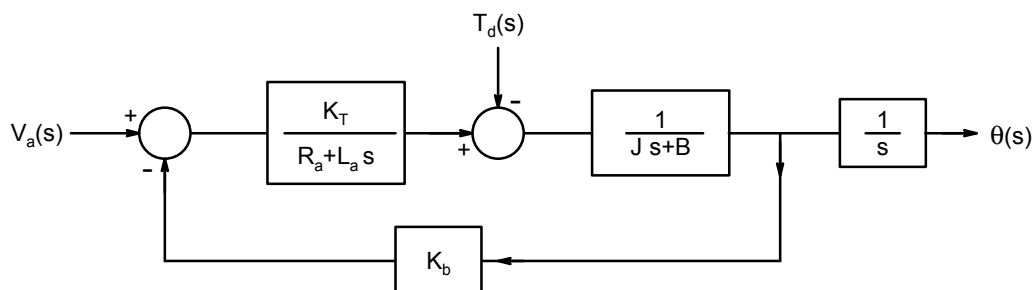 T_d(s)
V_a(s)
+
-
K_T
R_a+L_a s
+
-
1
J s+B
1
s
θ(s)
K_b